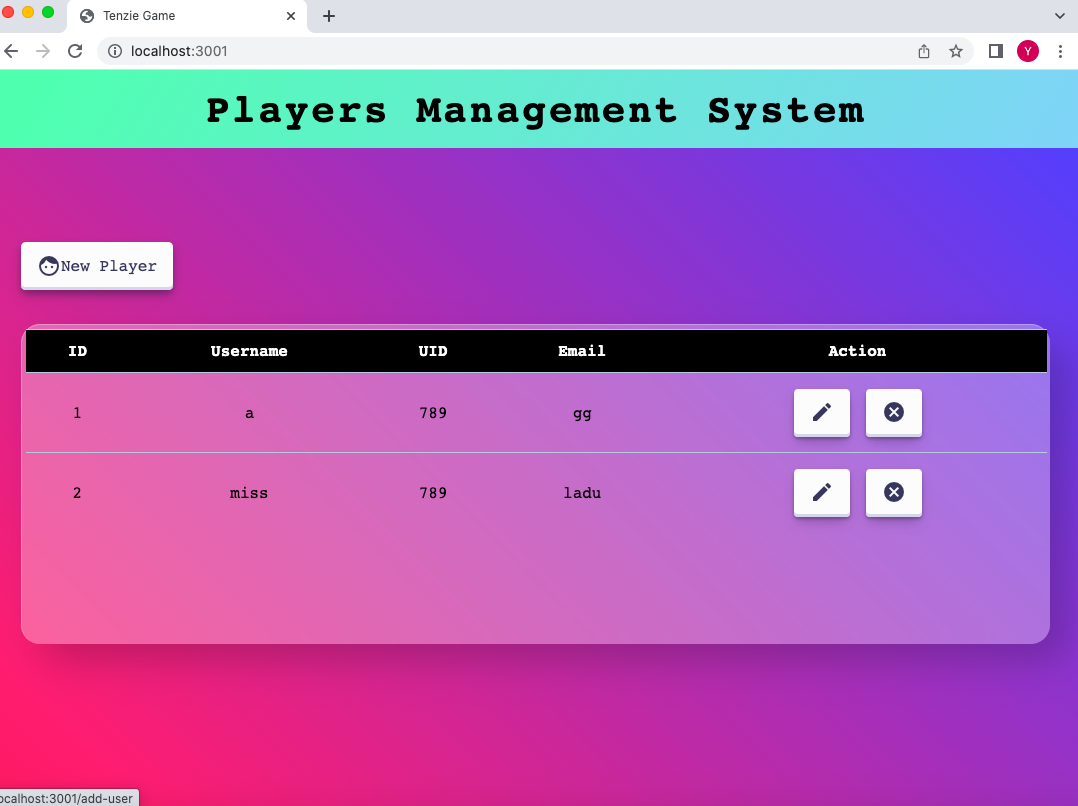 Tenzie Game
localhost:3001
Y
Players Management System
New Player
ID Username UID Email Action
1 a 789 gg
2 miss 789 ladu
ocalhost:3001/add-user